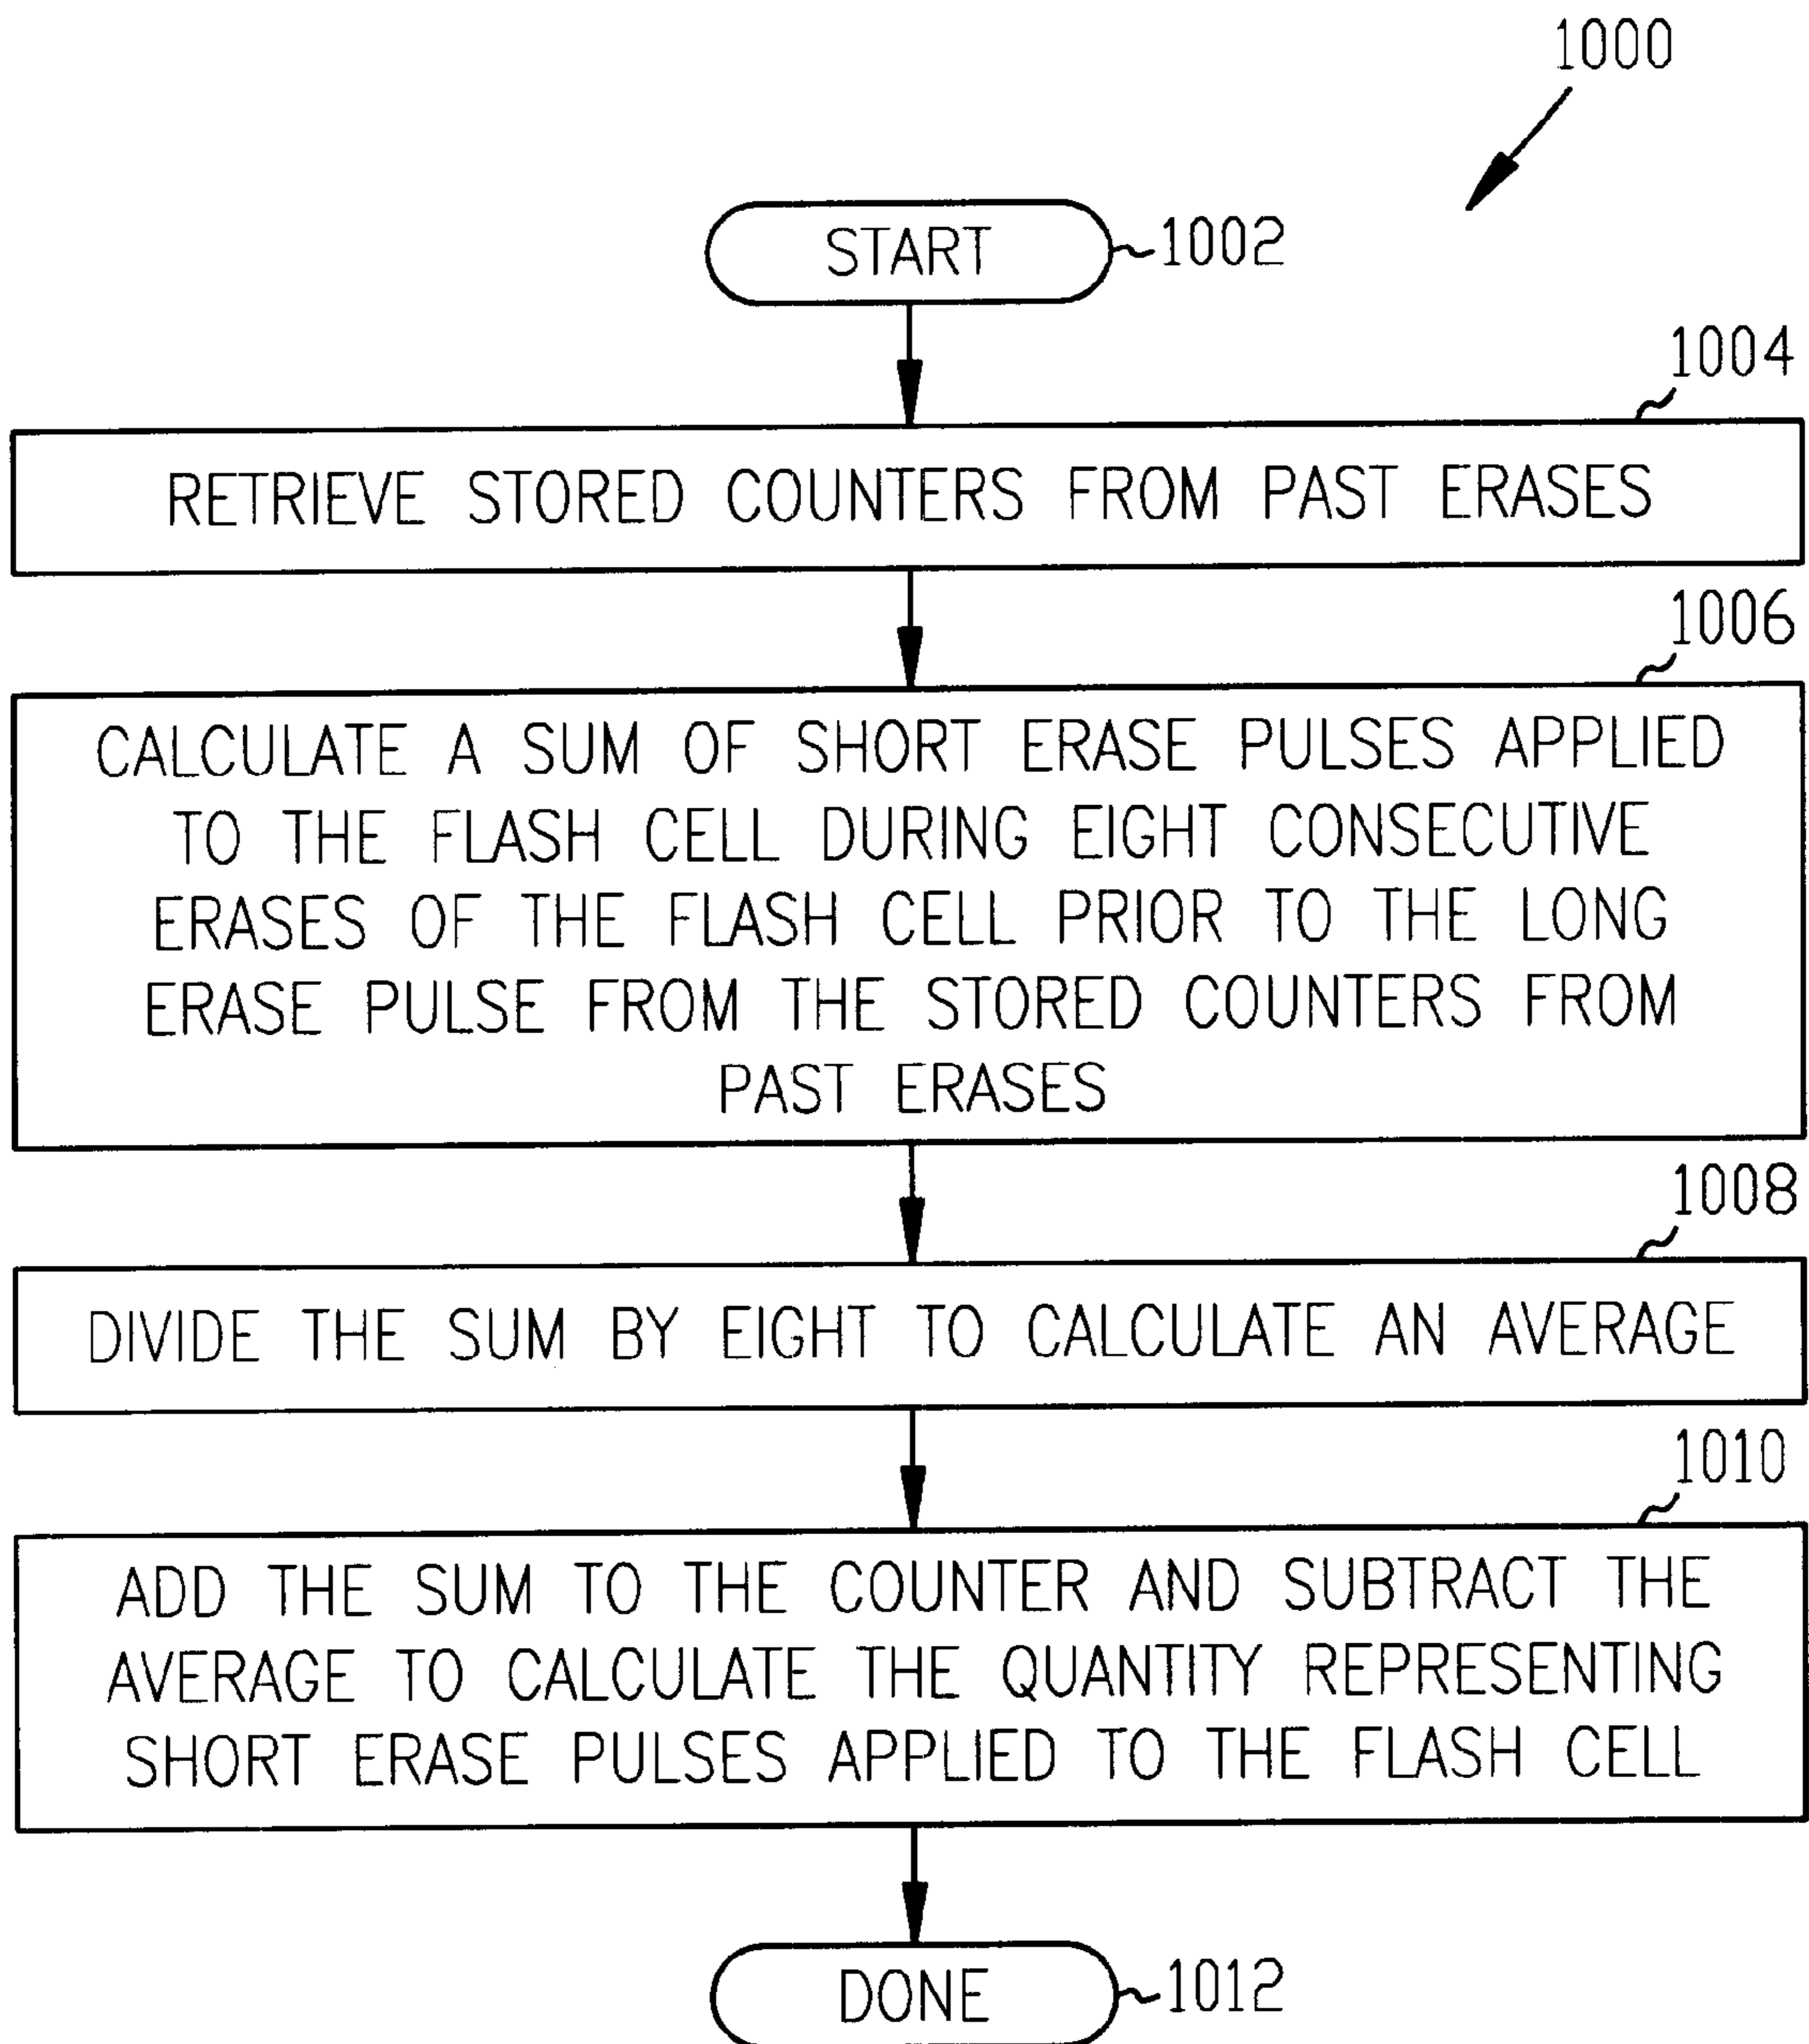 1000
START
1002
1004
RETRIEVE STORED COUNTERS FROM PAST ERASES
1006
CALCULATE A SUM OF SHORT ERASE PULSES APPLIED
TO THE FLASH CELL DURING EIGHT CONSECUTIVE
ERASES OF THE FLASH CELL PRIOR TO THE LONG
ERASE PULSE FROM THE STORED COUNTERS FROM
PAST ERASES
1008
DIVIDE THE SUM BY EIGHT TO CALCULATE AN AVERAGE
1010
ADD THE SUM TO THE COUNTER AND SUBTRACT THE
AVERAGE TO CALCULATE THE QUANTITY REPRESENTING
SHORT ERASE PULSES APPLIED TO THE FLASH CELL
DONE
1012